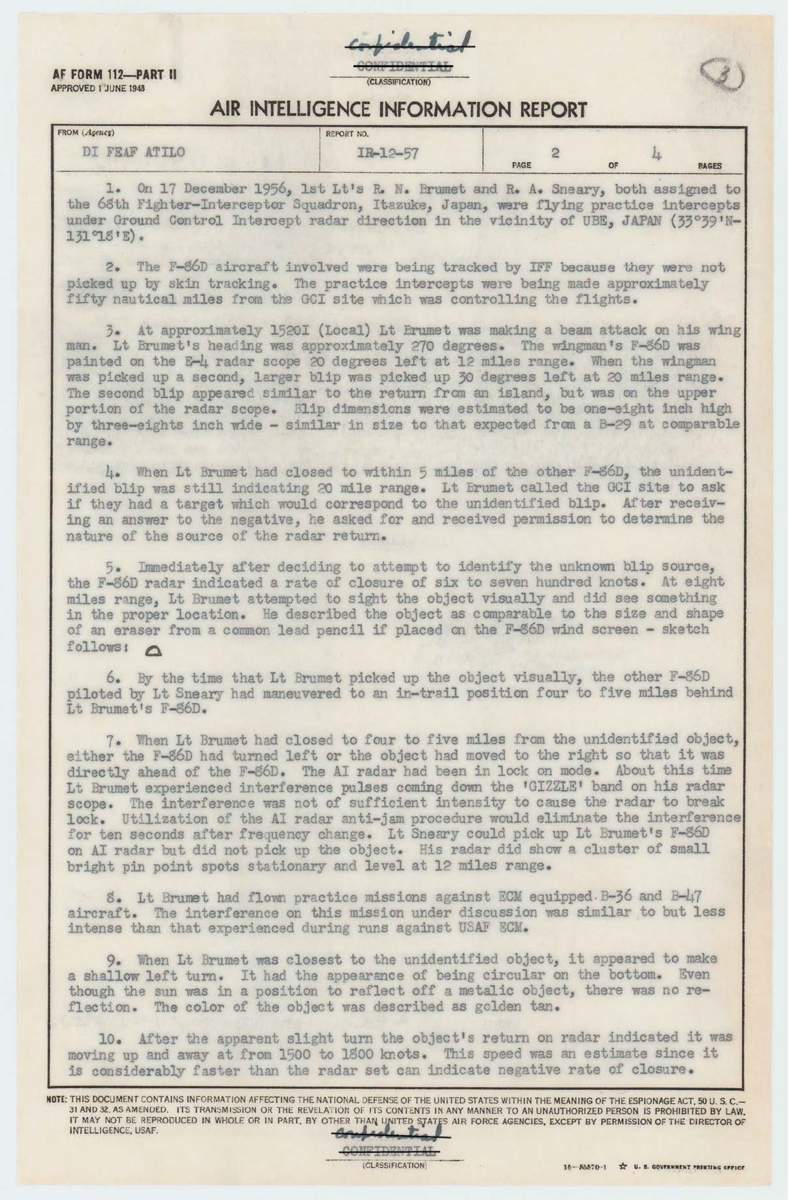 confidential
CONFIDENTIAL
(CLASSIFICATION)
3
AF FORM 112—PART II
APPROVED 1 JUNE 1948
AIR INTELLIGENCE INFORMATION REPORT
FROM (Agency)
DI FEAF ATILO
REPORT NO.
IR-12-57
PAGE 2 OF 4 PAGES
1. On 17 December 1956, 1st Lt's R. N. Brumet and R. A. Sneary, both assigned to
the 68th Fighter-Interceptor Squadron, Itazuke, Japan, were flying practice intercepts
under Ground Control Intercept radar direction in the vicinity of UBE, JAPAN (33°39'N-
131°18'E).
2. The F-86D aircraft involved were being tracked by IFF because they were not
picked up by skin tracking. The practice intercepts were being made approximately
fifty nautical miles from the GCI site which was controlling the flights.
3. At approximately 1520I (Local) Lt Brumet was making a beam attack on his wing
man. Lt Brumet's heading was approximately 270 degrees. The wingman's F-86D was
painted on the E-4 radar scope 20 degrees left at 12 miles range. When the wingman
was picked up a second, larger blip was picked up 30 degrees left at 20 miles range.
The second blip appeared similar to the return from an island, but was on the upper
portion of the radar scope. Blip dimensions were estimated to be one-eight inch high
by three-eights inch wide - similar in size to that expected from a B-29 at comparable
range.
4. When Lt Brumet had closed to within 5 miles of the other F-86D, the unident-
ified blip was still indicating 20 mile range. Lt Brumet called the GCI site to ask
if they had a target which would correspond to the unidentified blip. After receiv-
ing an answer to the negative, he asked for and received permission to determine the
nature of the source of the radar return.
5. Immediately after deciding to attempt to identify the unknown blip source,
the F-86D radar indicated a rate of closure of six to seven hundred knots. At eight
miles range, Lt Brumet attempted to sight the object visually and did see something
in the proper location. He described the object as comparable to the size and shape
of an eraser from a common lead pencil if placed on the F-86D wind screen - sketch
follows:
6. By the time that Lt Brumet picked up the object visually, the other F-86D
piloted by Lt Sneary had maneuvered to an in-trail position four to five miles behind
Lt Brumet's F-86D.
7. When Lt Brumet had closed to four to five miles from the unidentified object,
either the F-86D had turned left or the object had moved to the right so that it was
directly ahead of the F-86D. The AI radar had been in lock on mode. About this time
Lt Brumet experienced interference pulses coming down the 'GIZZLE' band on his radar
scope. The interference was not of sufficient intensity to cause the radar to break
lock. Utilization of the AI radar anti-jam procedure would eliminate the interference
for ten seconds after frequency change. Lt Sneary could pick up Lt Brumet's F-86D
on AI radar but did not pick up the object. His radar did show a cluster of small
bright pin point spots stationary and level at 12 miles range.
8. Lt Brumet had flown practice missions against ECM equipped B-36 and B-47
aircraft. The interference on this mission under discussion was similar to but less
intense than that experienced during runs against USAF ECM.
9. When Lt Brumet was closest to the unidentified object, it appeared to make
a shallow left turn. It had the appearance of being circular on the bottom. Even
though the sun was in a position to reflect off a metalic object, there was no re-
flection. The color of the object was described as golden tan.
10. After the apparent slight turn the object's return on radar indicated it was
moving up and away at from 1500 to 1800 knots. This speed was an estimate since it
is considerably faster than the radar set can indicate negative rate of closure.
NOTE: THIS DOCUMENT CONTAINS INFORMATION AFFECTING THE NATIONAL DEFENSE OF THE UNITED STATES WITHIN THE MEANING OF THE ESPIONAGE ACT, 50 U. S. C.—
31 AND 32, AS AMENDED. ITS TRANSMISSION OR THE REVELATION OF ITS CONTENTS IN ANY MANNER TO AN UNAUTHORIZED PERSON IS PROHIBITED BY LAW.
IT MAY NOT BE REPRODUCED IN WHOLE OR IN PART, BY OTHER THAN UNITED STATES AIR FORCE AGENCIES, EXCEPT BY PERMISSION OF THE DIRECTOR OF
INTELLIGENCE, USAF.
confidential
CONFIDENTIAL
(CLASSIFICATION)
16—55570-1 ☆ U. S. GOVERNMENT PRINTING OFFICE